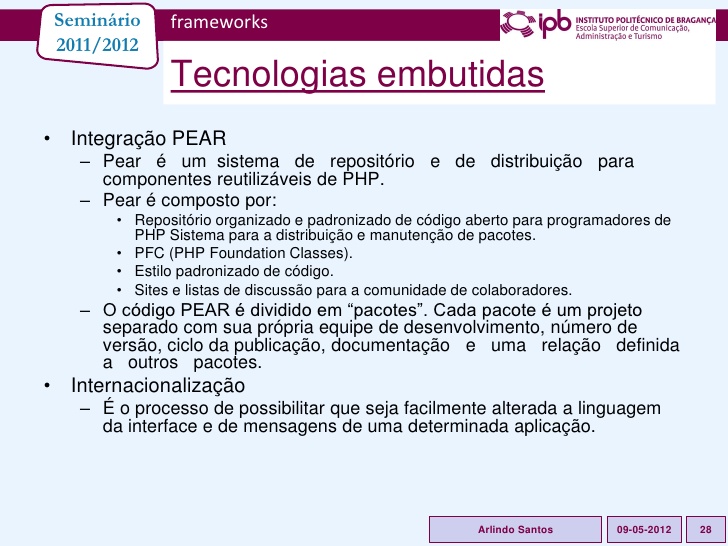 Seminário
2011/2012
frameworks
ipb INSTITUTO POLITÉCNICO DE BRAGANÇA
Escola Superior de Comunicação,
Administração e Turismo
Tecnologias embutidas
• Integração PEAR
– Pear é um sistema de repositório e de distribuição para
componentes reutilizáveis de PHP.
– Pear é composto por:
• Repositório organizado e padronizado de código aberto para programadores de
PHP Sistema para a distribuição e manutenção de pacotes.
• PFC (PHP Foundation Classes).
• Estilo padronizado de código.
• Sites e listas de discussão para a comunidade de colaboradores.
– O código PEAR é dividido em “pacotes”. Cada pacote é um projeto
separado com sua própria equipe de desenvolvimento, número de
versão, ciclo da publicação, documentação e uma relação definida
a outros pacotes.
• Internacionalização
– É o processo de possibilitar que seja facilmente alterada a linguagem
da interface e de mensagens de uma determinada aplicação.
Arlindo Santos 09-05-2012 28